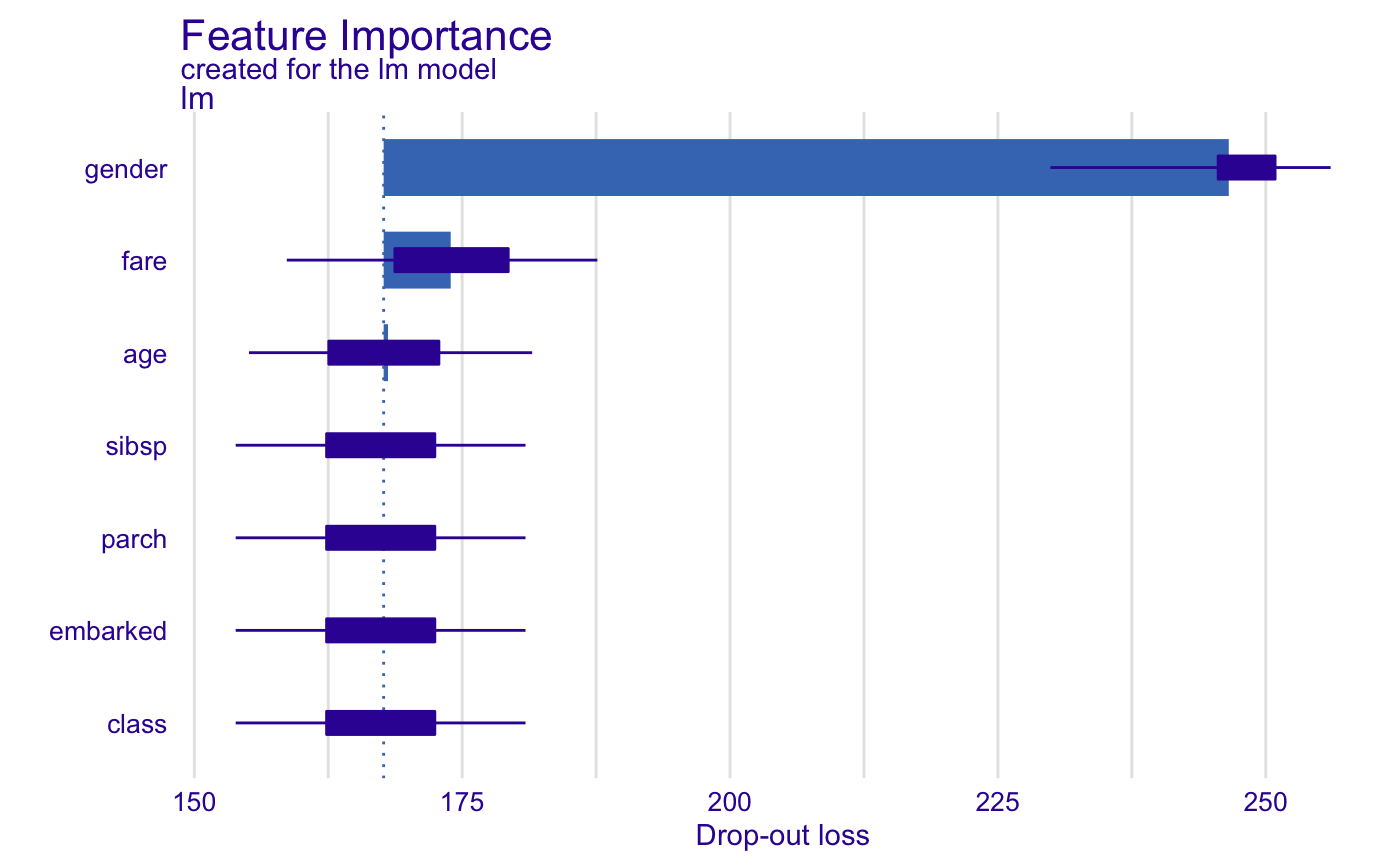 Feature Importance
created for the lm model
lm
gender
fare
age
sibsp
parch
embarked
class
150 175 200 225 250
Drop-out loss